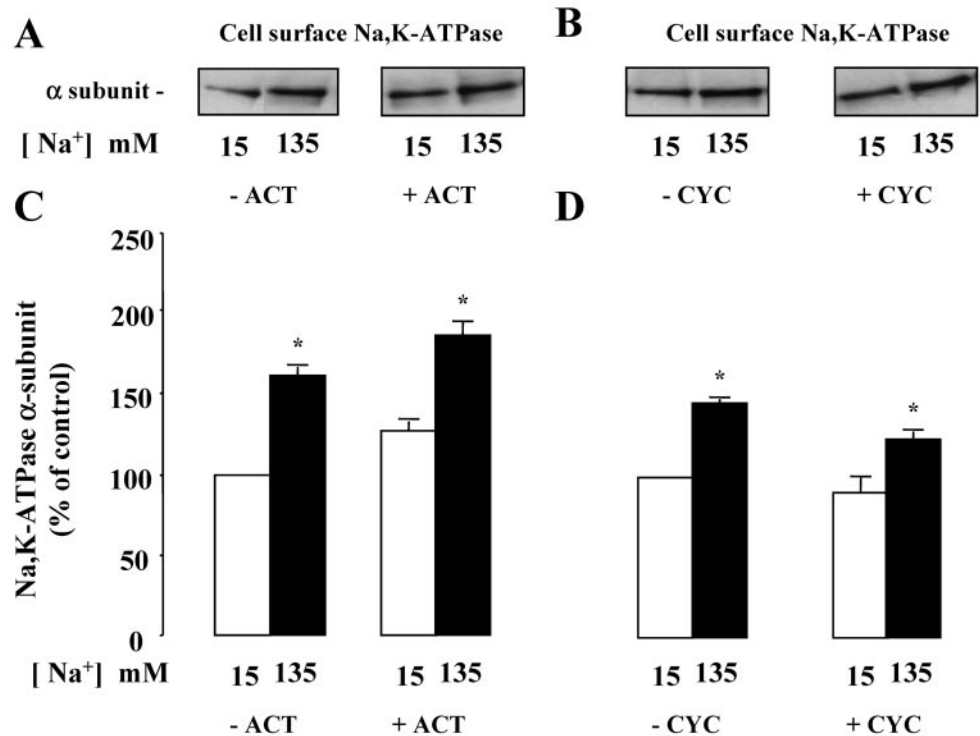 A
Cell surface Na,K-ATPase
B
Cell surface Na,K-ATPase
α subunit -
[ Na⁺] mM
15 135
15 135
15 135
15 135
- ACT
+ ACT
- CYC
+ CYC
C
D
Na,K-ATPase α-subunit
(% of control)
250
200
150
100
50
0
*
*
*
*
[ Na⁺] mM
15 135
15 135
15 135
15 135
- ACT
+ ACT
- CYC
+ CYC